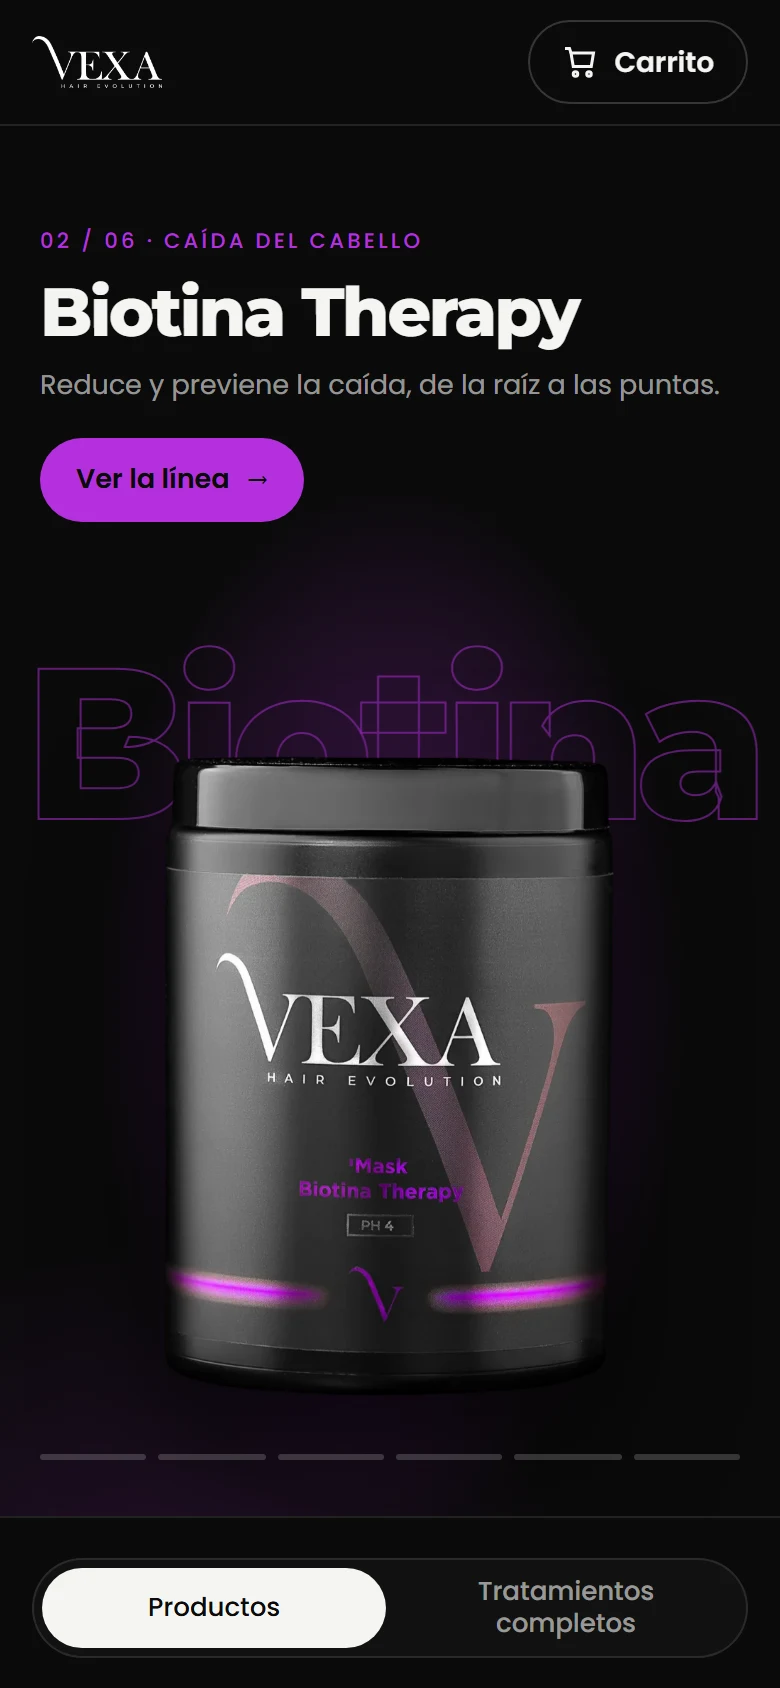 VEXA
HAIR EVOLUTION
Carrito
02 / 06 · CAÍDA DEL CABELLO
Biotina Therapy
Reduce y previene la caída, de la raíz a las puntas.
Ver la línea →
Biotina
VEXA
HAIR EVOLUTION
Mask
Biotina Therapy
PH 4
V
Productos
Tratamientos
completos